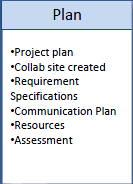 Plan
•Project plan
•Collab site created
•Requirement
Specifications
•Communication Plan
•Resources
•Assessment